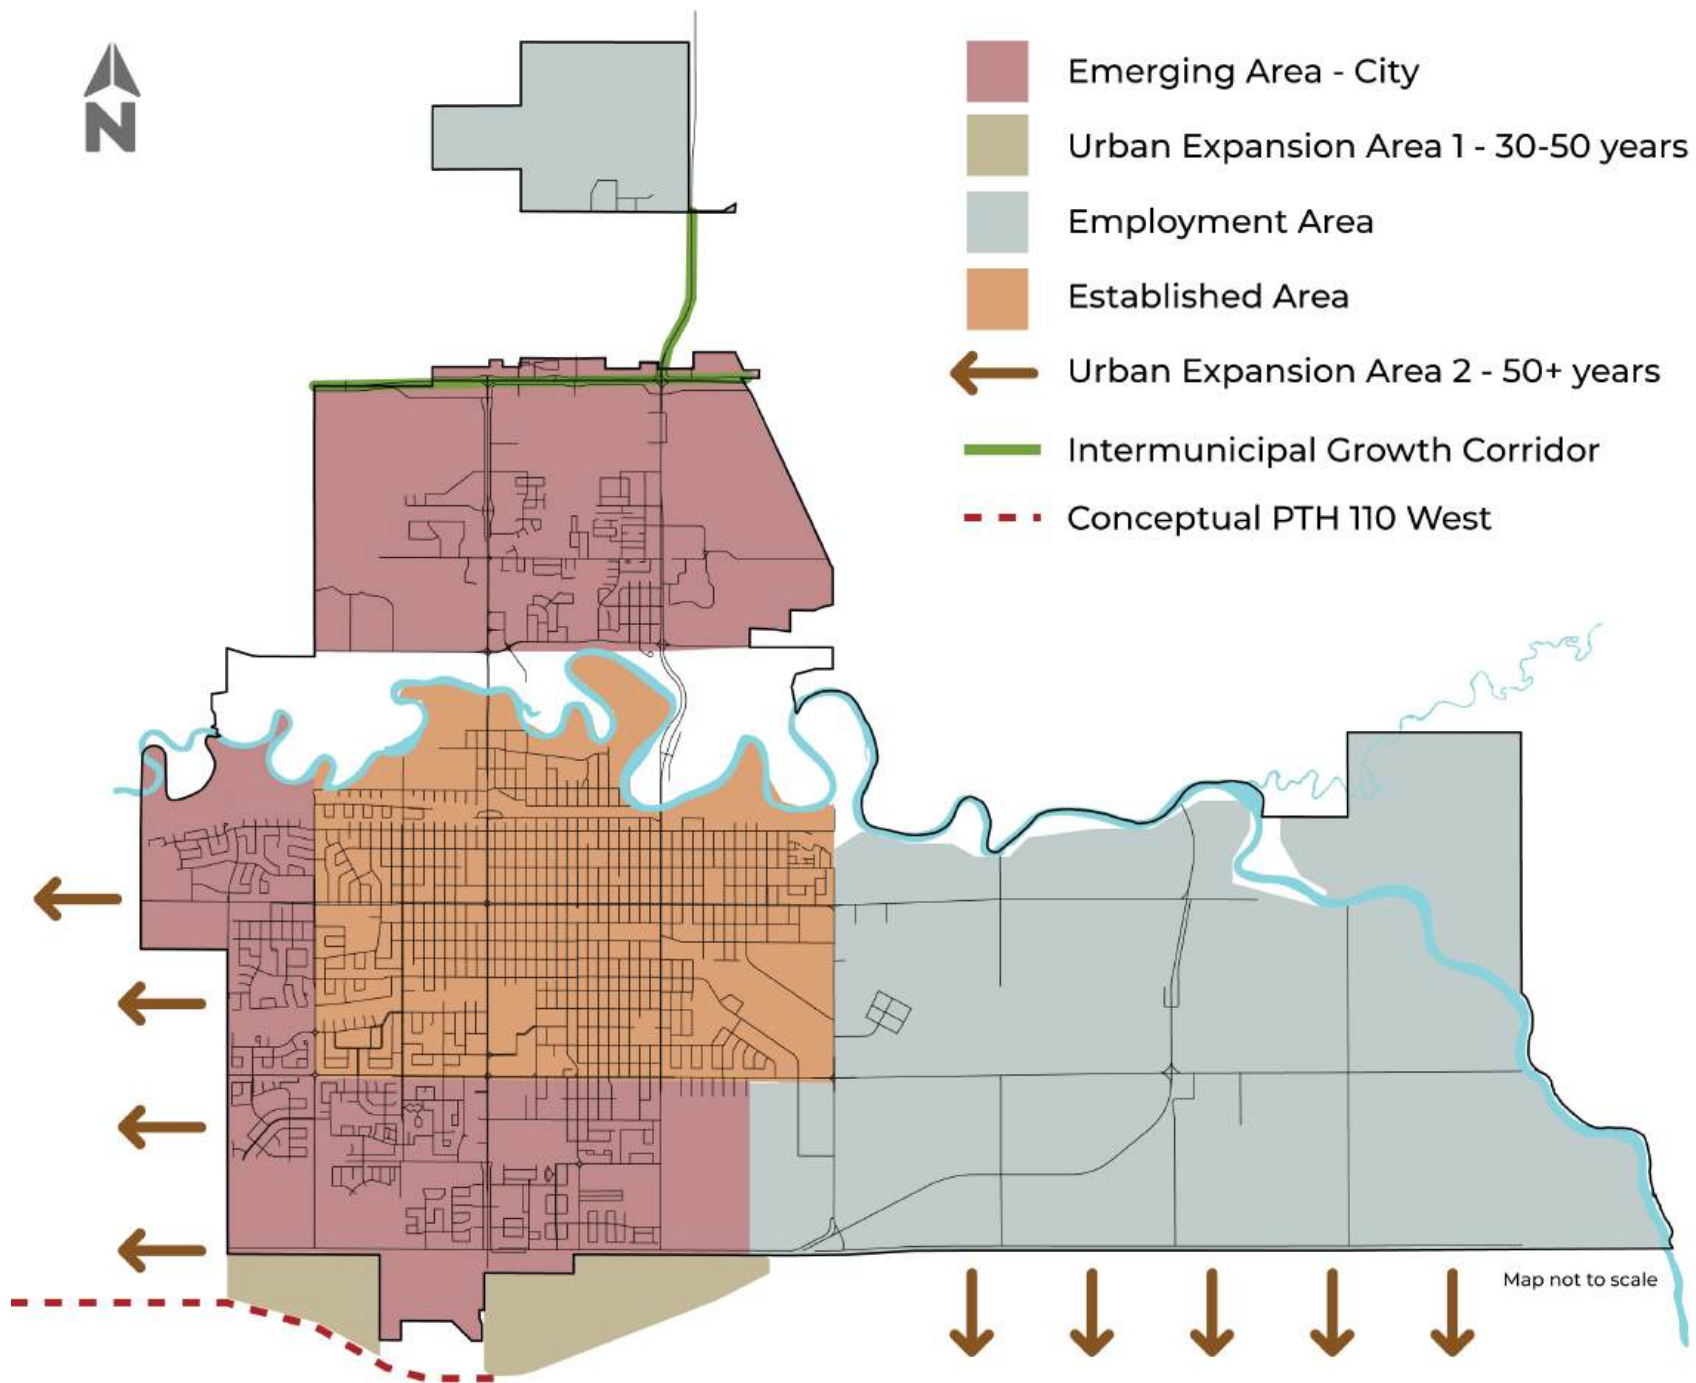 N
Emerging Area - City
Urban Expansion Area 1 - 30-50 years
Employment Area
Established Area
Urban Expansion Area 2 - 50+ years
Intermunicipal Growth Corridor
Conceptual PTH 110 West
Map not to scale